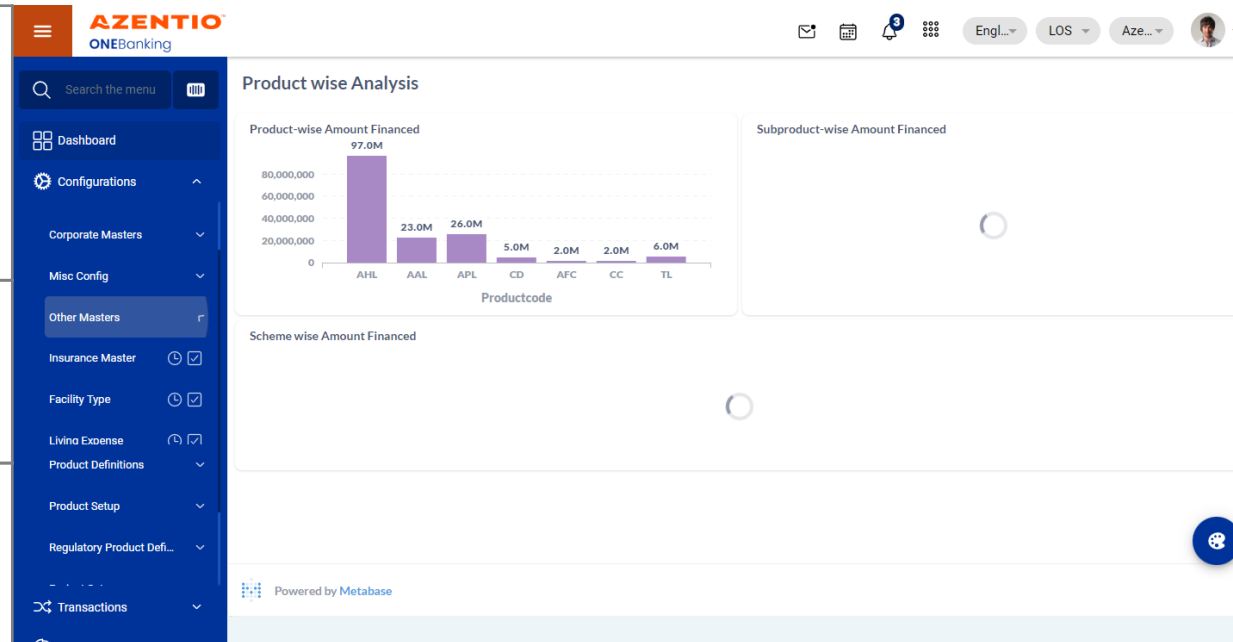 AZENTIO
ONEBanking
3
Engl...
LOS
Aze...
Search the menu
Dashboard
Configurations
Corporate Masters
Misc Config
Other Masters
Insurance Master
Facility Type
Living Expense
Product Definitions
Product Setup
Regulatory Product Defi...
Transactions
Product wise Analysis
Product-wise Amount Financed
97.0M
80,000,000
60,000,000
40,000,000
20,000,000
0
23.0M
26.0M
5.0M
2.0M
2.0M
6.0M
AHL AAL APL CD AFC CC TL
Productcode
Subproduct-wise Amount Financed
Scheme wise Amount Financed
Powered by Metabase